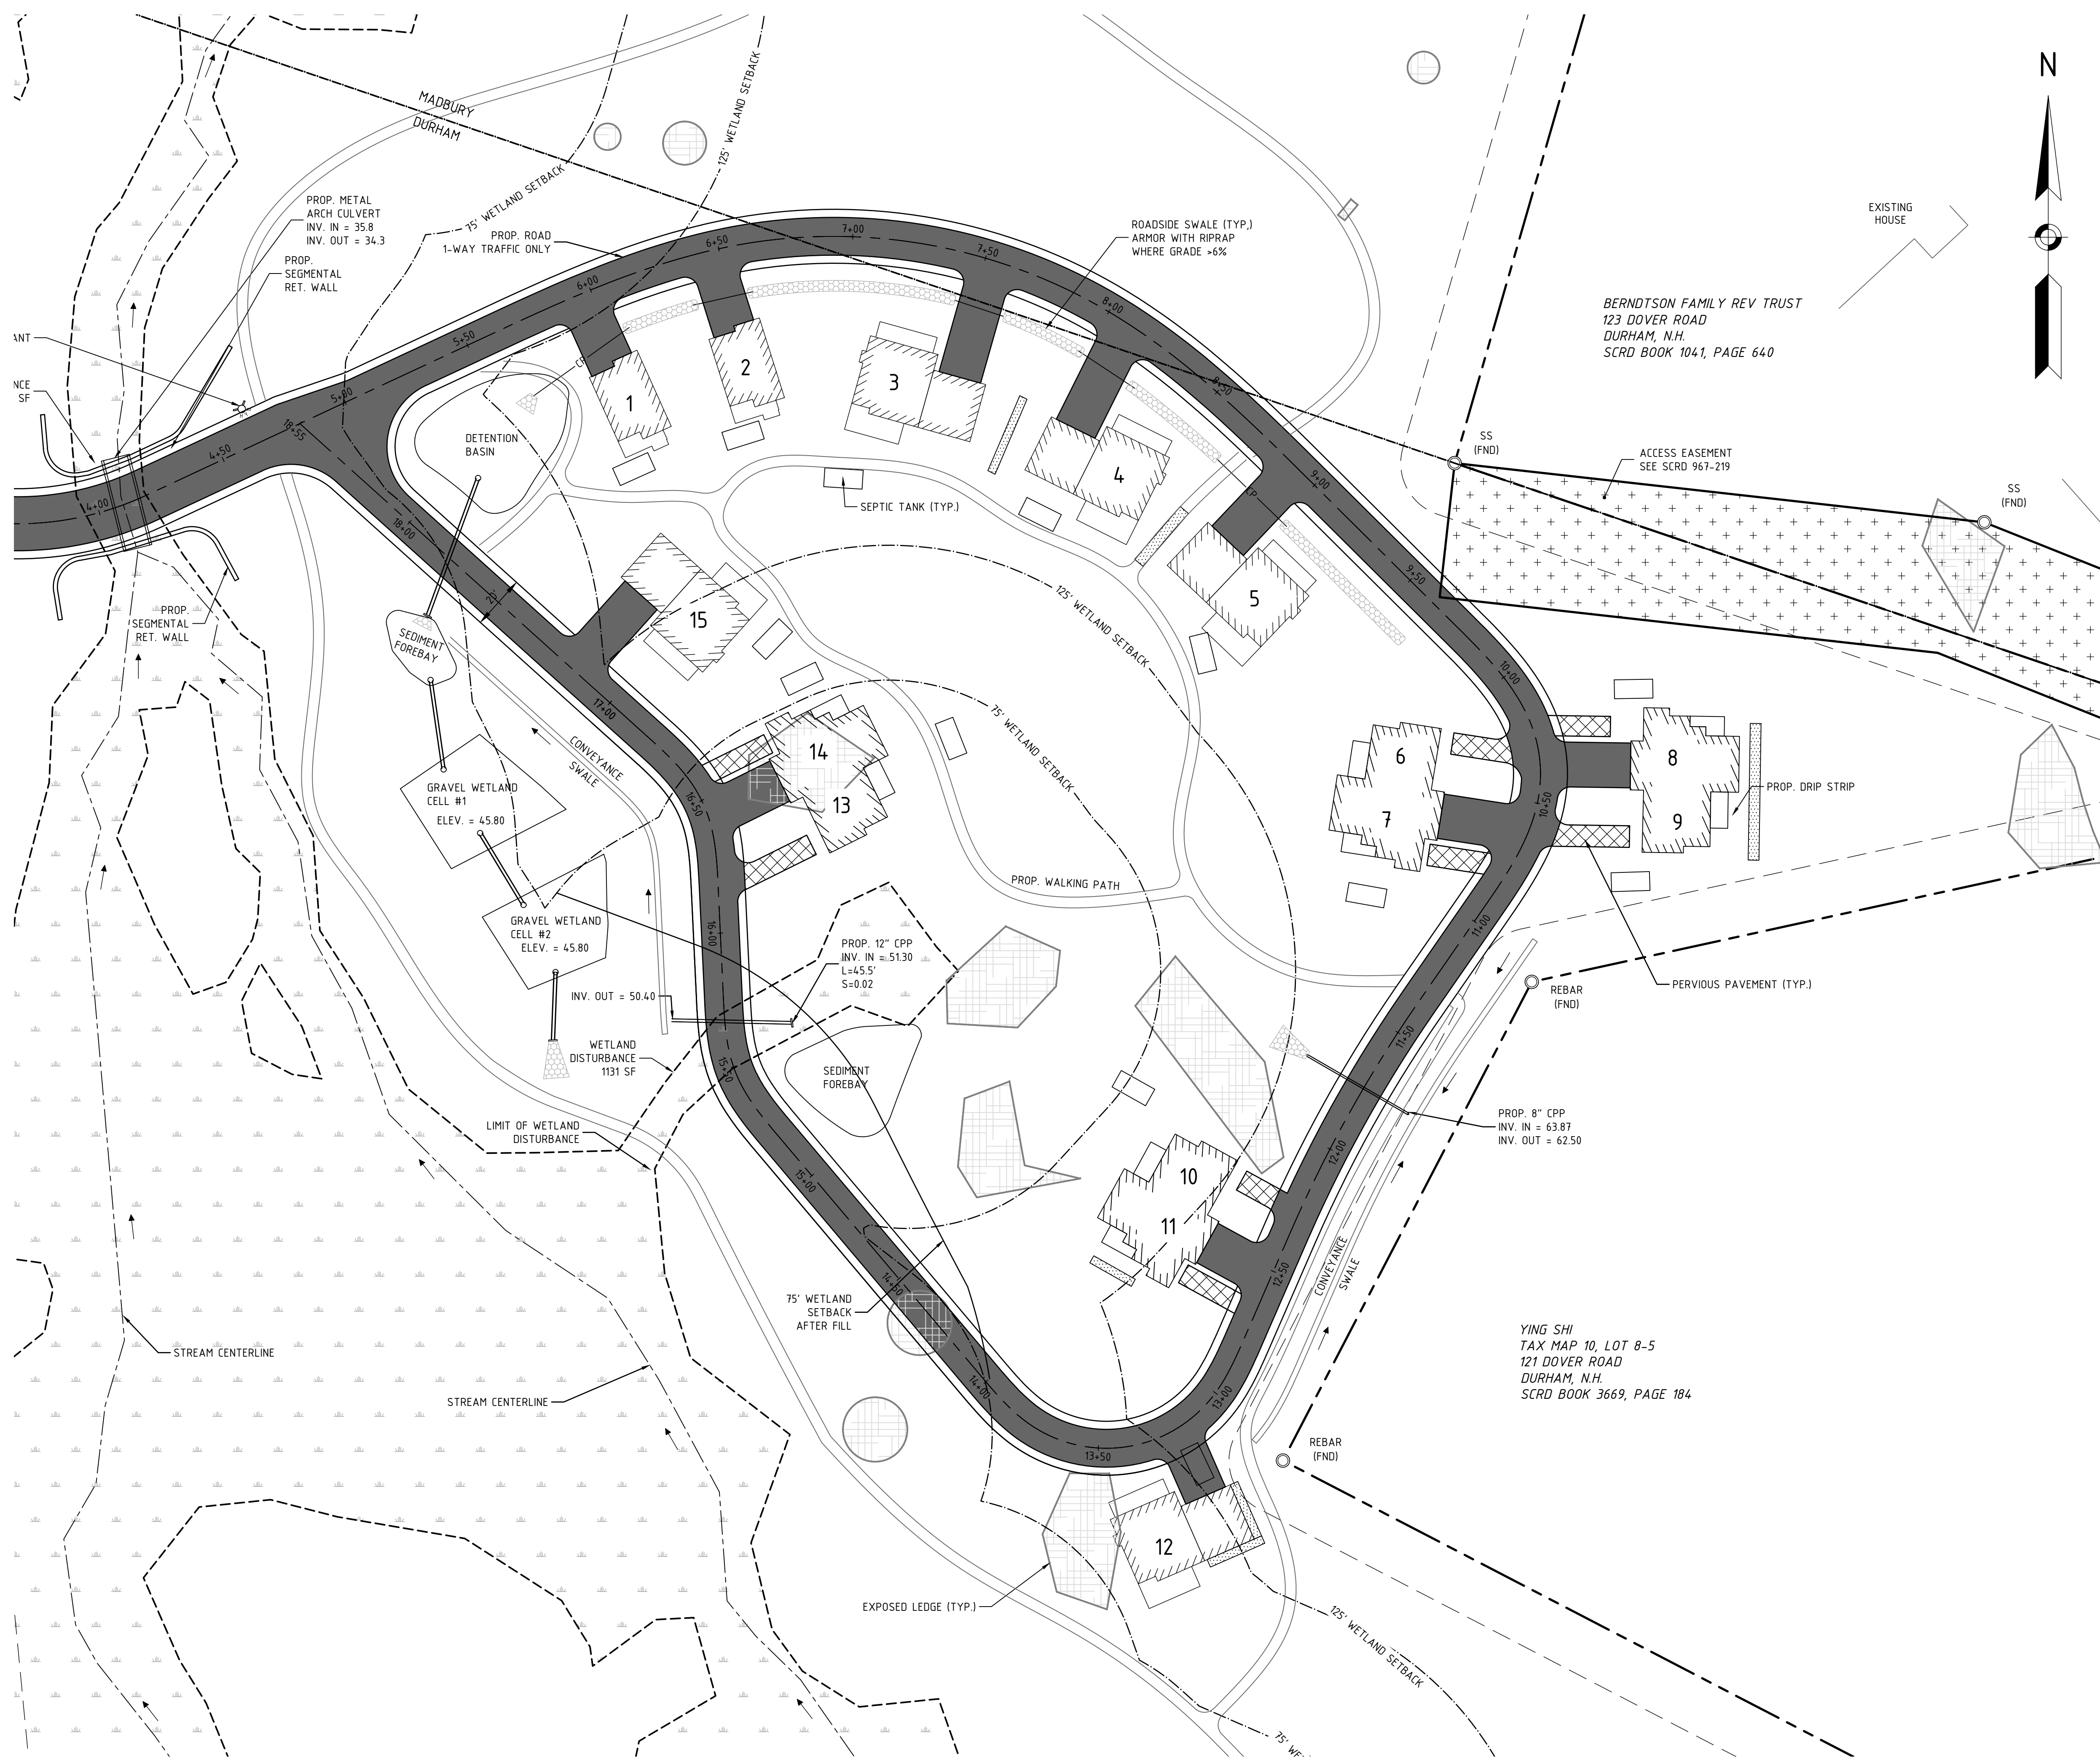 N
MADBURY
DURHAM
125' WETLAND SETBACK
75' WETLAND SETBACK
PROP. METAL
ARCH CULVERT
INV. IN = 35.8
INV. OUT = 34.3
PROP.
SEGMENTAL
RET. WALL
PROP. ROAD
1-WAY TRAFFIC ONLY
ROADSIDE SWALE (TYP,)
ARMOR WITH RIPRAP
WHERE GRADE >6%
EXISTING
HOUSE
BERNDTSON FAMILY REV TRUST
123 DOVER ROAD
DURHAM, N.H.
SCRD BOOK 1041, PAGE 640
ANT
NCE
SF
4+00
4+50
5+00
5+50
6+00
6+50
7+00
7+50
8+00
8+50
9+00
9+50
10+00
10+50
11+00
11+50
12+00
12+50
13+00
13+50
14+00
14+50
15+00
15+50
16+00
16+50
17+00
18+00
18+55
20'
CP
CP
1
2
3
4
5
6
7
8
9
10
11
12
13
14
15
DETENTION
BASIN
SEPTIC TANK (TYP.)
SS
(FND)
ACCESS EASEMENT
SEE SCRD 967-219
SS
(FND)
PROP.
SEGMENTAL
RET. WALL
SEDIMENT
FOREBAY
125' WETLAND SETBACK
75' WETLAND SETBACK
CONVEYANCE
SWALE
GRAVEL WETLAND
CELL #1
ELEV. = 45.80
GRAVEL WETLAND
CELL #2
ELEV. = 45.80
PROP. DRIP STRIP
PROP. WALKING PATH
PROP. 12" CPP
INV. IN = 51.30
L=45.5'
S=0.02
INV. OUT = 50.40
REBAR
(FND)
PERVIOUS PAVEMENT (TYP.)
WETLAND
DISTURBANCE
1131 SF
SEDIMENT
FOREBAY
LIMIT OF WETLAND
DISTURBANCE
PROP. 8" CPP
INV. IN = 63.87
INV. OUT = 62.50
CONVEYANCE
SWALE
75' WETLAND
SETBACK
AFTER FILL
STREAM CENTERLINE
STREAM CENTERLINE
YING SHI
TAX MAP 10, LOT 8-5
121 DOVER ROAD
DURHAM, N.H.
SCRD BOOK 3669, PAGE 184
REBAR
(FND)
EXPOSED LEDGE (TYP.)
125' WETLAND SETBACK
75' WE